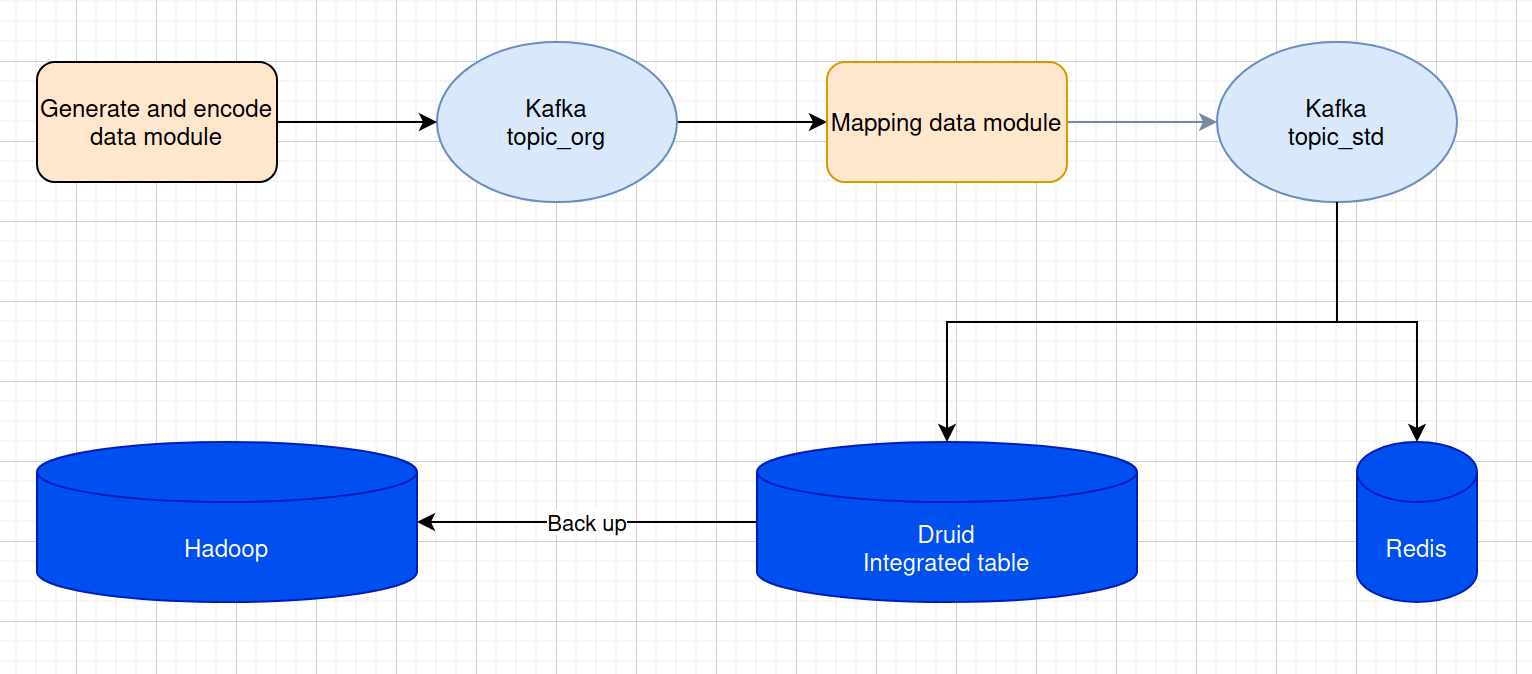 Generate and encode
data module
Kafka
topic_org
Mapping data module
Kafka
topic_std
Hadoop
Back up
Druid
Integrated table
Redis